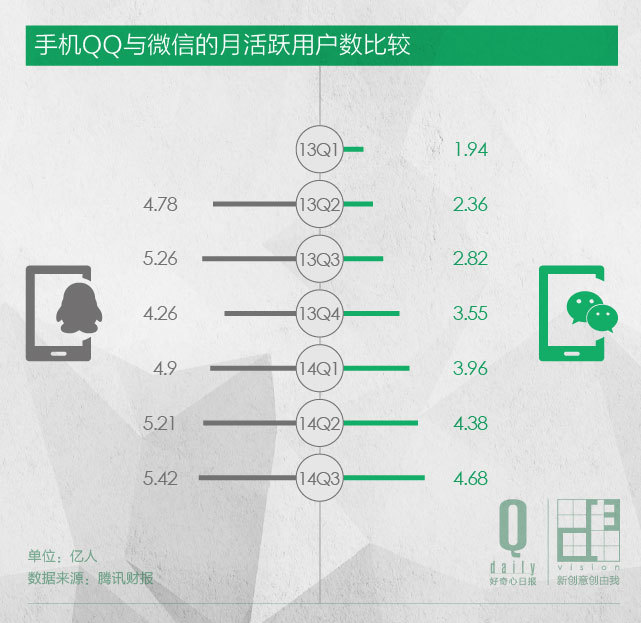 手机QQ与微信的月活跃用户数比较
13Q1 1.94
4.78 13Q2 2.36
5.26 13Q3 2.82
4.26 13Q4 3.55
4.9 14Q1 3.96
5.21 14Q2 4.38
5.42 14Q3 4.68
单位：亿人
数据来源：腾讯财报
Q
daily
好奇心日报
vision
新创意创由我